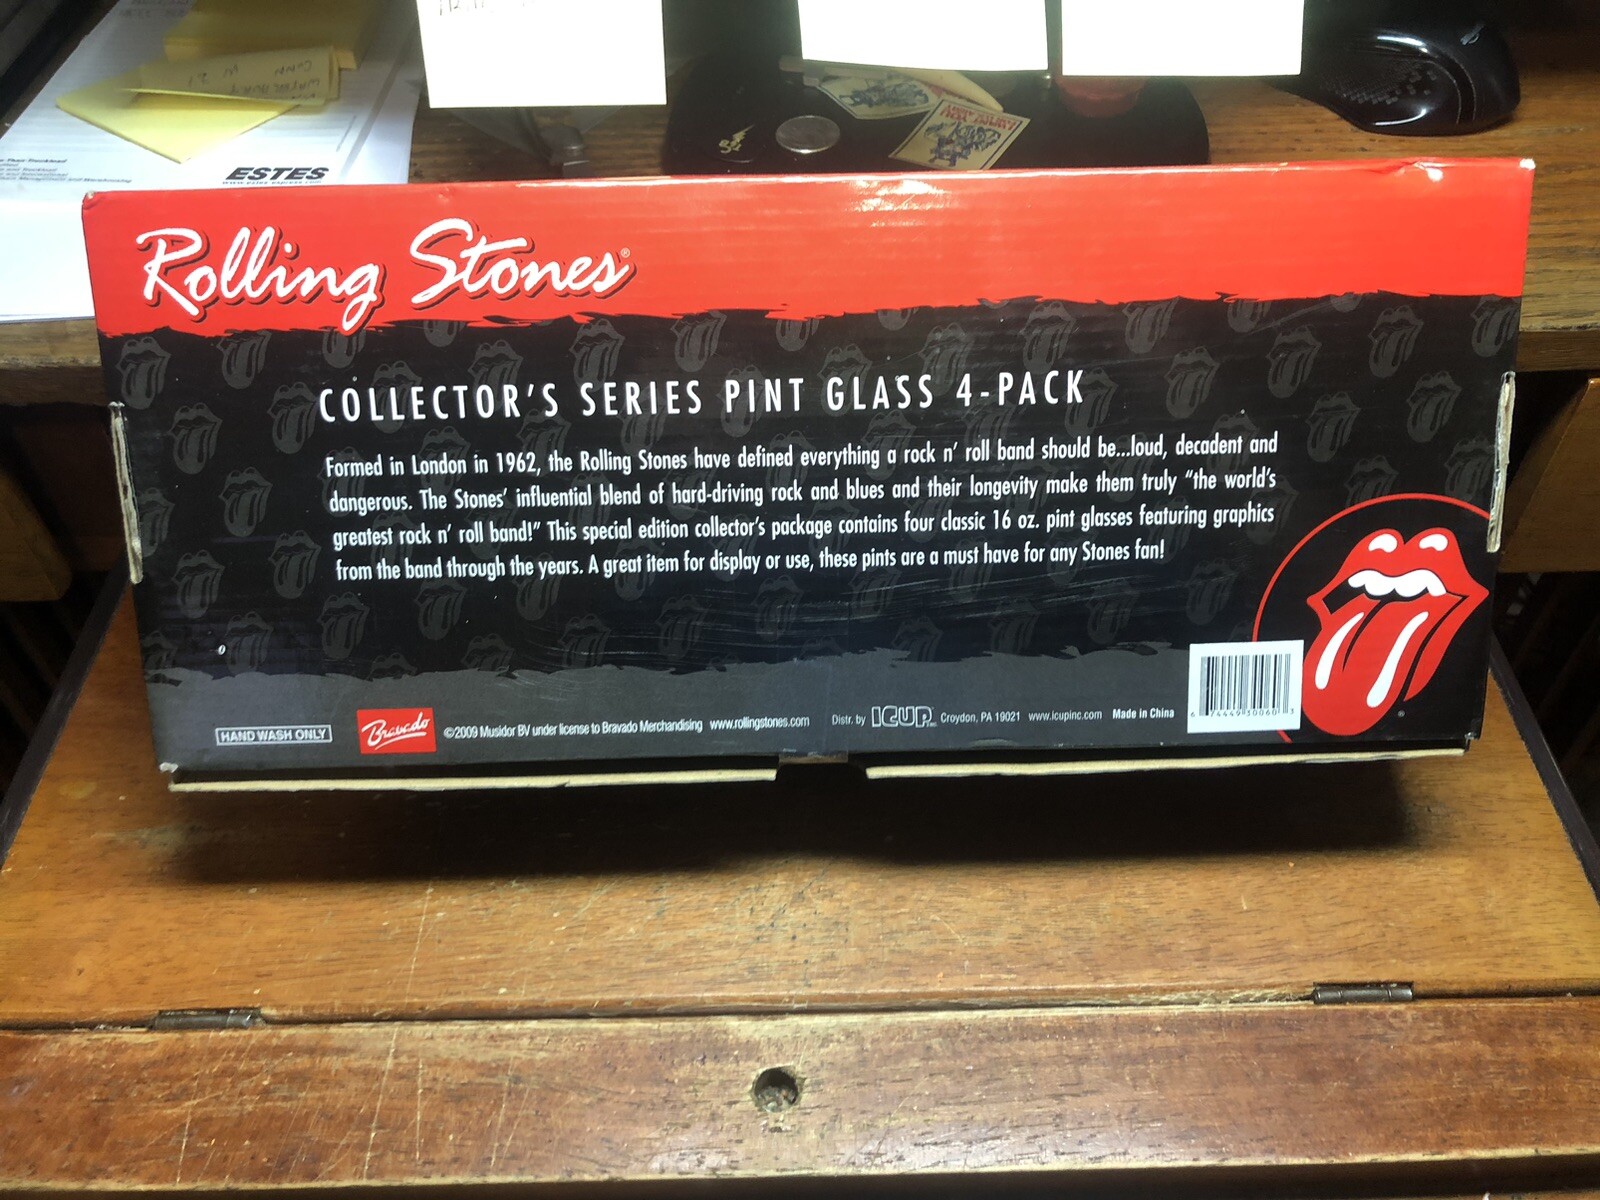 ESTES
Rolling Stones®
COLLECTOR'S SERIES PINT GLASS 4-PACK
Formed in London in 1962, the Rolling Stones have defined everything a rock n' roll band should be...loud, decadent and
dangerous. The Stones' influential blend of hard-driving rock and blues and their longevity make them truly "the world's
greatest rock n' roll band!" This special edition collector's package contains four classic 16 oz. pint glasses featuring graphics
from the band through the years. A great item for display or use, these pints are a must have for any Stones fan!
HAND WASH ONLY
Bravado
©2009 Musidor BV under license to Bravado Merchandising www.rollingstones.com
Distr. by ICUP INC. Croydon, PA 19021 www.icupinc.com Made in China
6 74449 30060 3